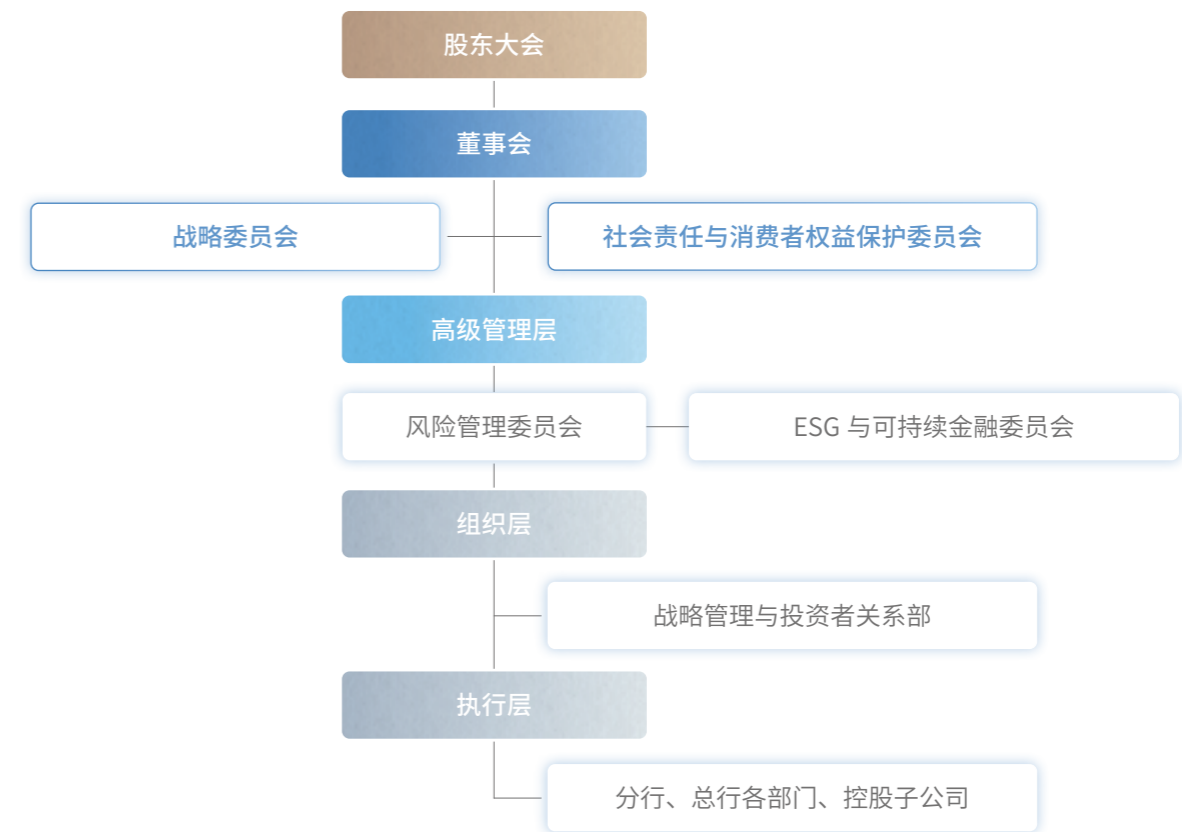 股东大会
董事会
战略委员会
社会责任与消费者权益保护委员会
高级管理层
风险管理委员会
ESG 与可持续金融委员会
组织层
战略管理与投资者关系部
执行层
分行、总行各部门、控股子公司